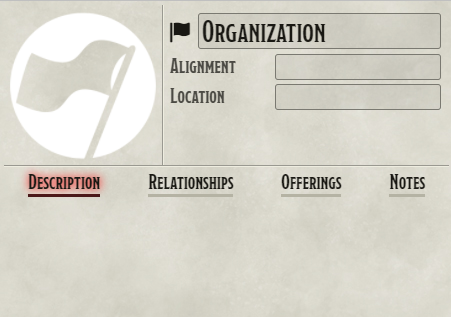 Organization
Alignment
Location
Description Relationships Offerings Notes